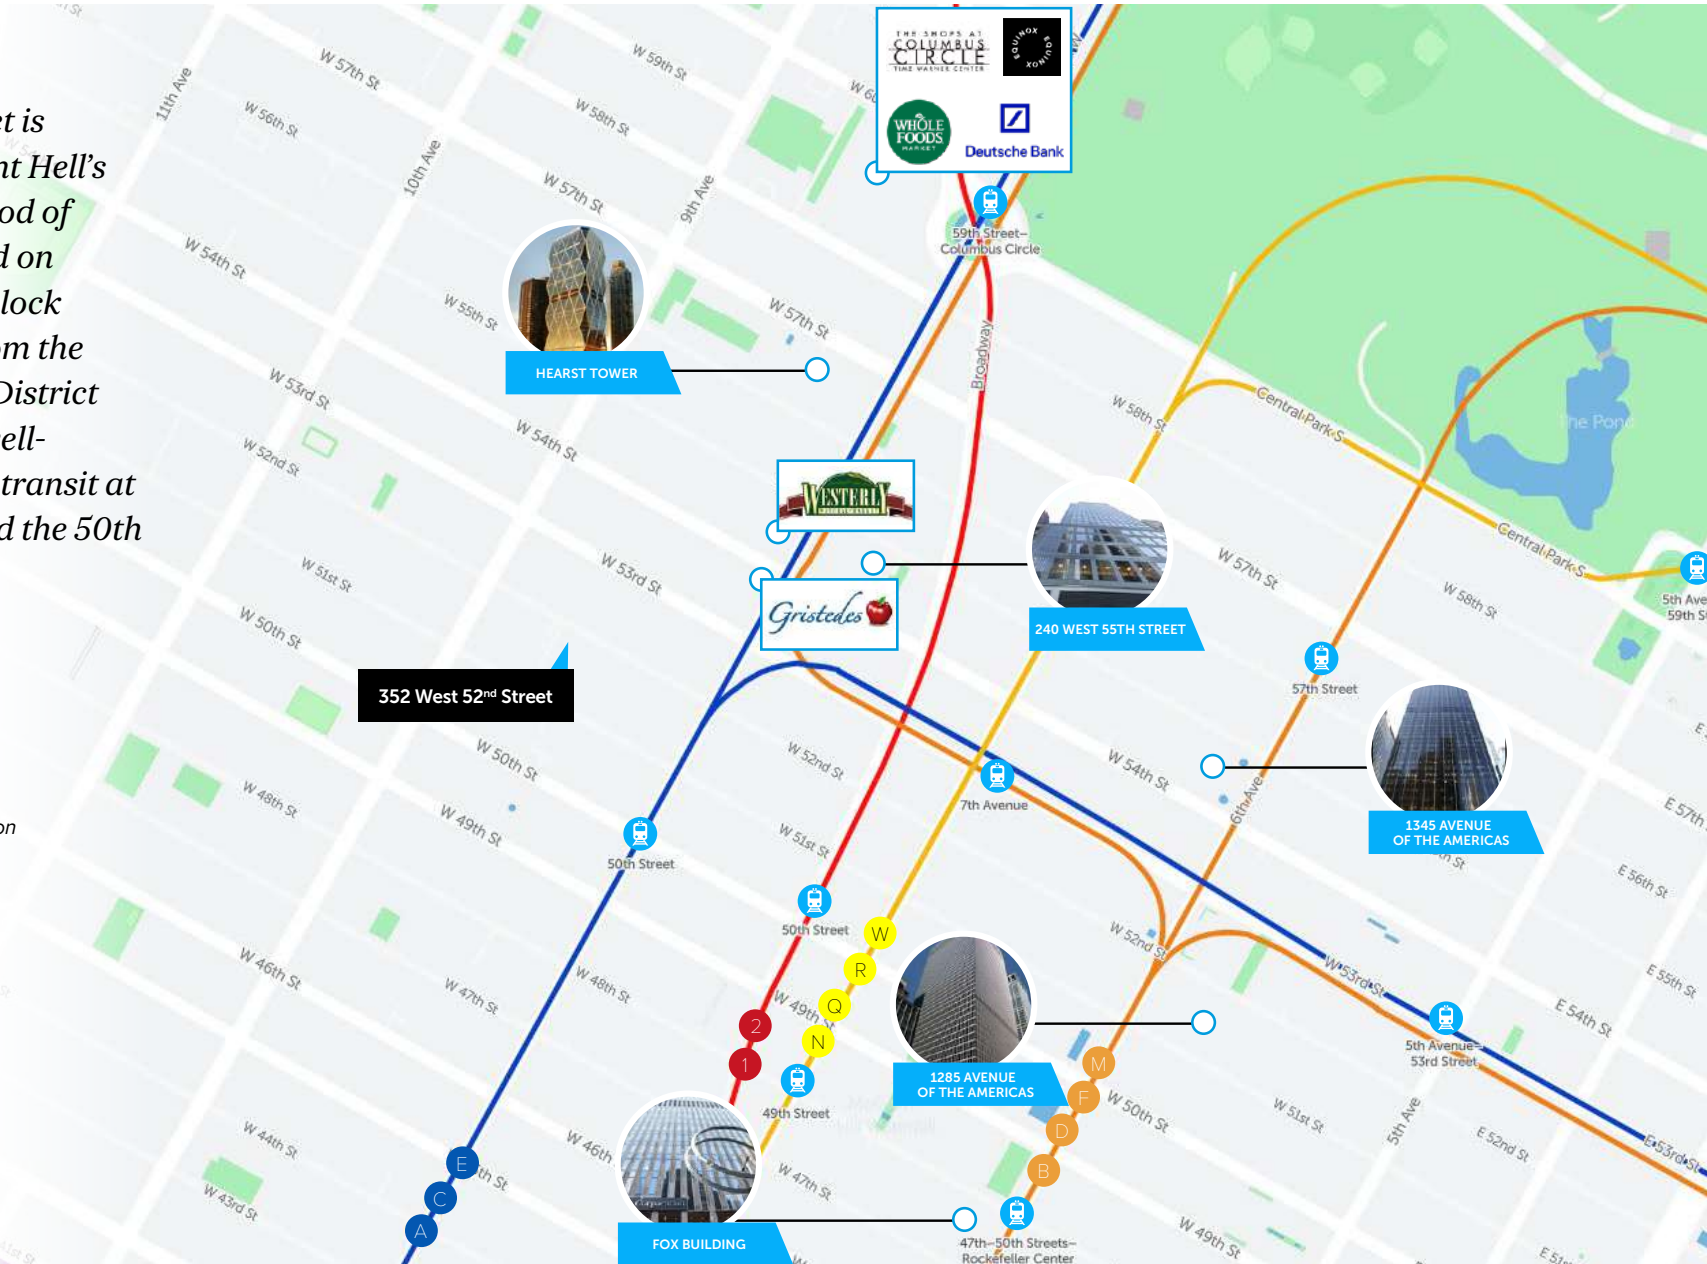 et is
nt Hell’s
od of
d on
lock
om the
District
ell-
transit at
d the 50th
on
THE SHOPS AT
COLUMBUS
CIRCLE
TIME WARNER CENTER
EQUINOX EQUINOX
WHOLE
FOODS
MARKET
Deutsche Bank
11th Ave
W 57th St
W 59th St
W 56th St
W 58th St
10th Ave
W 57th St
9th Ave
59th Street–
Columbus Circle
W 54th St
W 55th St
W 57th St
HEARST TOWER
Broadway
W 53rd St
W 54th St
W 52nd St
W 58th St
Central Park S
The Pond
WESTERLY
Central Park S
W 51st St
W 53rd St
W 57th St
W 58th St
5th Ave
59th S
Gristedes
240 WEST 55TH STREET
W 50th St
352 West 52nd Street
57th Street
W 50th St
W 52nd St
W 54th St
7th Avenue
6th Ave
E 57th
1345 AVENUE
OF THE AMERICAS
W 48th St
W 49th St
W 51st St
50th Street
E 56th St
50th Street
W
R
Q
N
W 52nd St
W 53rd St
E 55th St
E 54th St
W 46th St
W 47th St
W 48th St
W 49th St
2
1
5th Avenue–
53rd Street
49th Street
1285 AVENUE
OF THE AMERICAS
M
F
D
B
W 50th St
W 51st St
5th Ave
E 52nd St
E 53rd St
W 44th St
W 46th
W 47th St
E
C
A
W 43rd St
FOX BUILDING
47th–50th Streets–
Rockefeller Center
W 49th St
E 51st